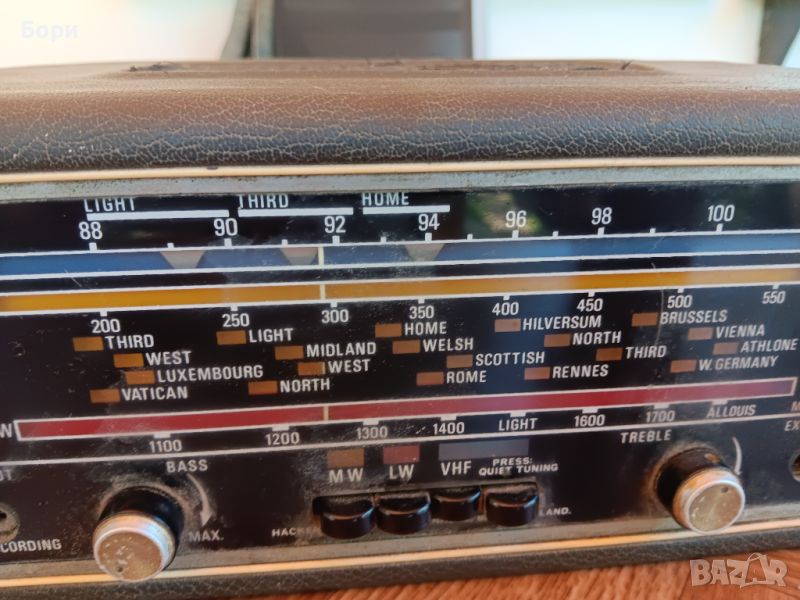 Бори
LIGHT THIRD HOME
88 90 92 94 96 98 100
200 250 300 350 400 450 500 550
THIRD LIGHT HOME HILVERSUM BRUSSELS
WEST MIDLAND WELSH NORTH VIENNA
LUXEMBOURG WEST SCOTTISH THIRD ATHLONE
VATICAN NORTH ROME RENNES W. GERMANY
W
1100 1200 1300 1400 LIGHT 1600 1700 ALLOUIS
BASS TREBLE
MW LW VHF PRESS:
QUIET TUNING
MAX.
HACK LAND.
CORDING
BAZAR